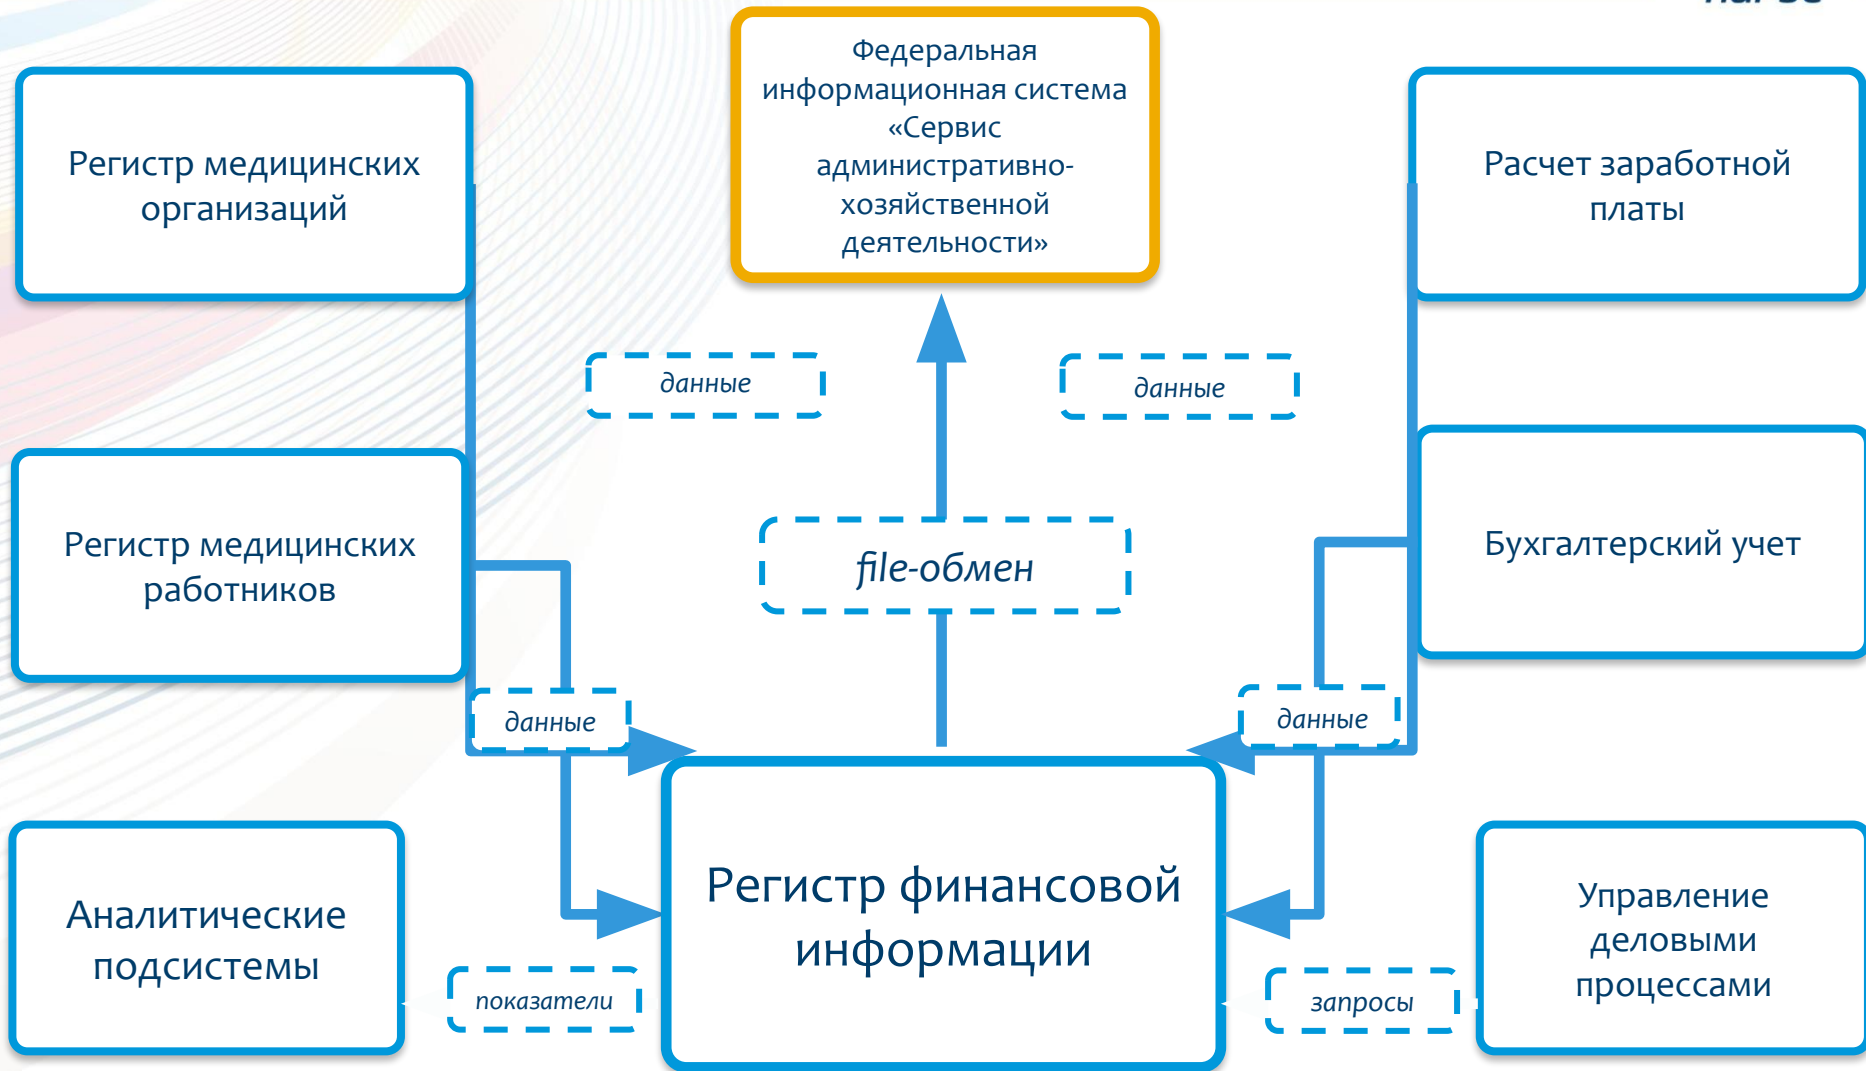 Федеральная
информационная система
«Сервис
административно-
хозяйственной
деятельности»
Регистр медицинских
организаций
Расчет заработной
платы
данные
данные
Регистр медицинских
работников
file-обмен
Бухгалтерский учет
данные
данные
Аналитические
подсистемы
Регистр финансовой
информации
Управление
деловыми
процессами
показатели
запросы